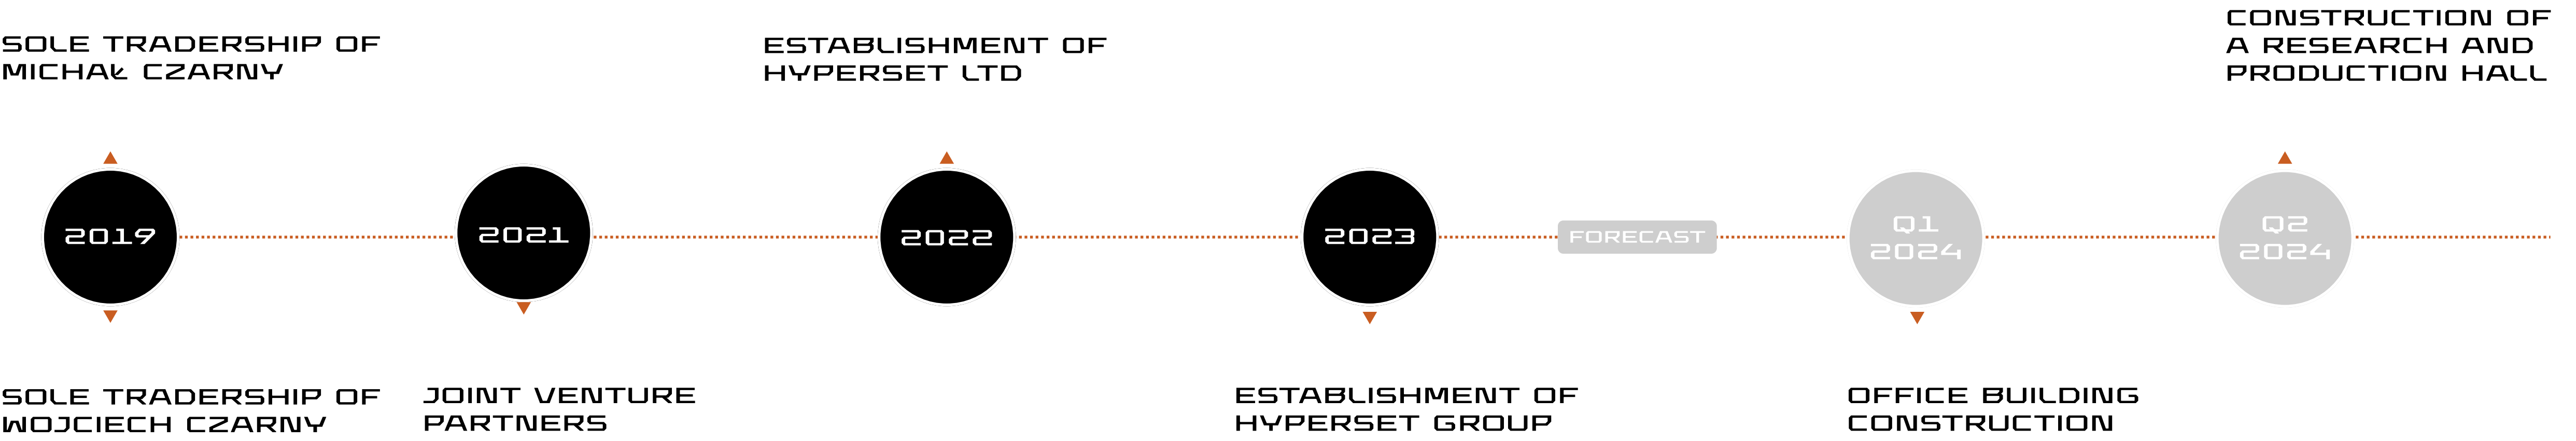 SOLE TRADERSHIP OF
MICHAŁ CZARNY
ESTABLISHMENT OF
HYPERSET LTD
CONSTRUCTION OF
A RESEARCH AND
PRODUCTION HALL
2019
2021
2022
2023
FORECAST
Q1
2024
Q2
2024
SOLE TRADERSHIP OF
WOJCIECH CZARNY
JOINT VENTURE
PARTNERS
ESTABLISHMENT OF
HYPERSET GROUP
OFFICE BUILDING
CONSTRUCTION